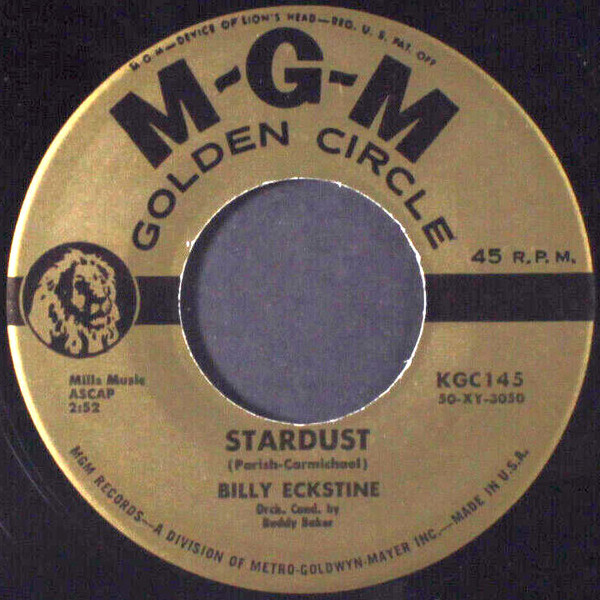 M-G-M—DEVICE OF LION'S HEAD—REG. U. S. PAT. OFF
M-G-M
GOLDEN CIRCLE
45 R.P.M.
Mills Music
ASCAP
2:52
KGC145
50-XY-3050
STARDUST
(Parish-Carmichael)
BILLY ECKSTINE
Orch. Cond. by
Buddy Baker
MGM RECORDS—A DIVISION OF METRO-GOLDWYN-MAYER INC.—MADE IN U.S.A.